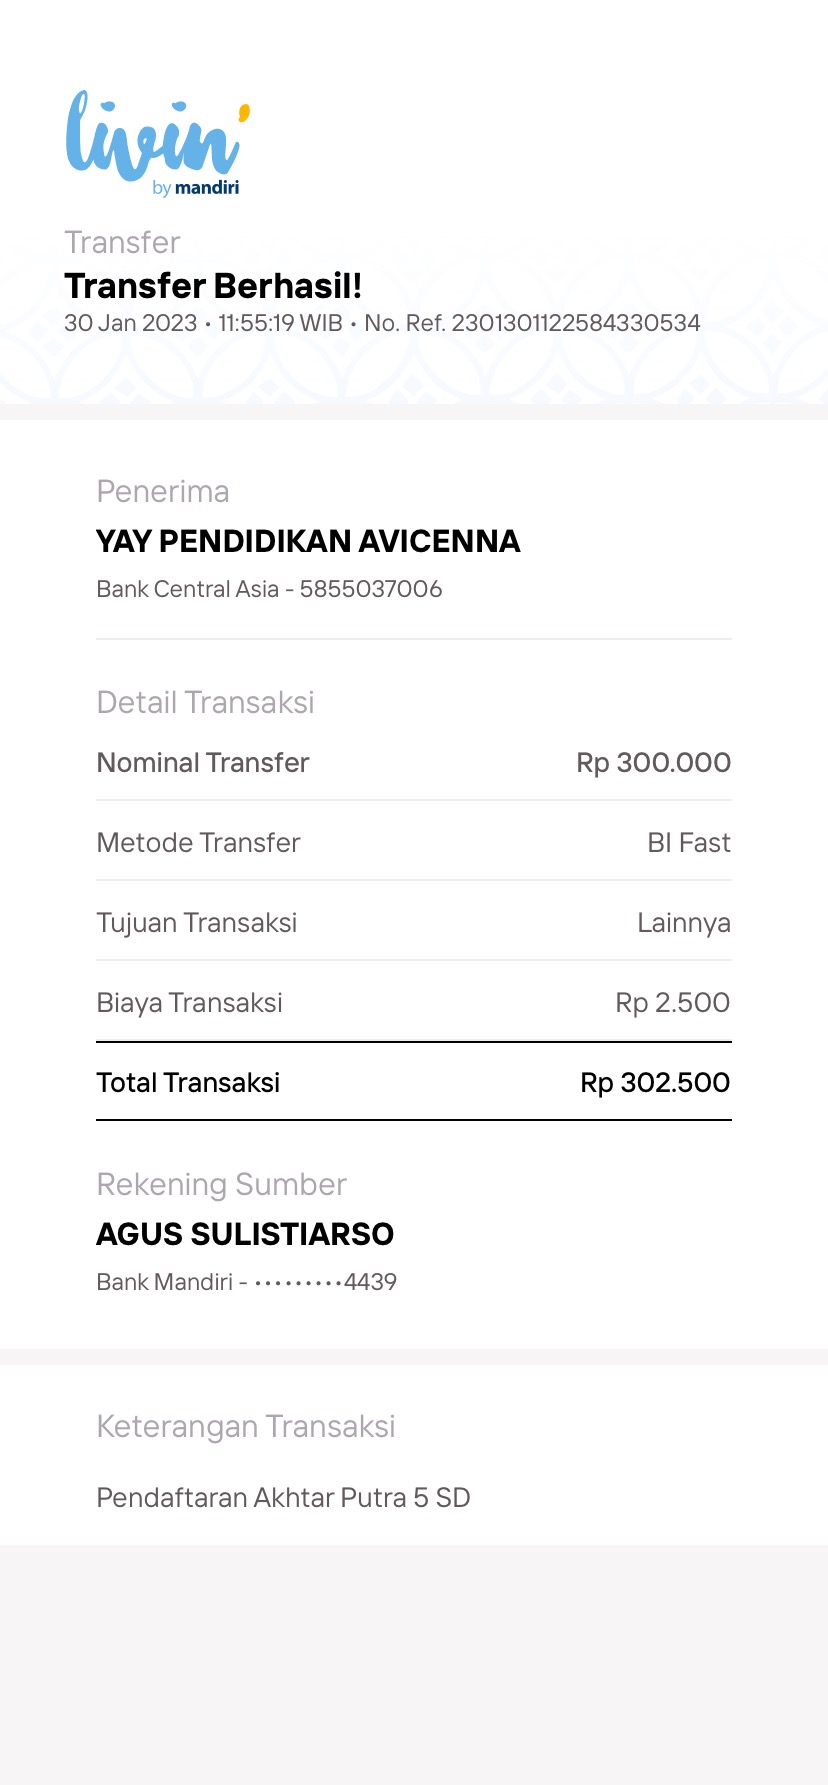 livin'
by mandiri
Transfer
Transfer Berhasil!
30 Jan 2023 • 11:55:19 WIB • No. Ref. 2301301122584330534
Penerima
YAY PENDIDIKAN AVICENNA
Bank Central Asia - 5855037006
Detail Transaksi
Nominal Transfer Rp 300.000
Metode Transfer BI Fast
Tujuan Transaksi Lainnya
Biaya Transaksi Rp 2.500
Total Transaksi Rp 302.500
Rekening Sumber
AGUS SULISTIARSO
Bank Mandiri - •••••••••4439
Keterangan Transaksi
Pendaftaran Akhtar Putra 5 SD